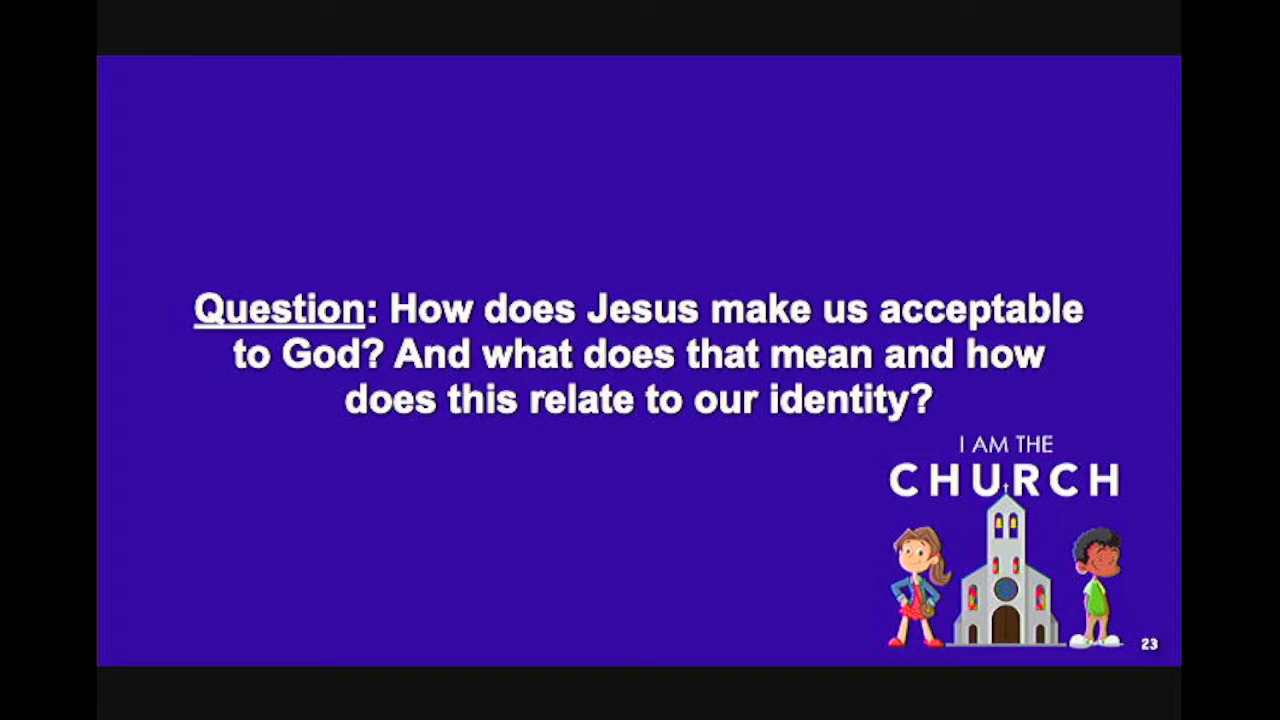 Question: How does Jesus make us acceptable
to God? And what does that mean and how
does this relate to our identity?
I AM THE
CHURCH
23